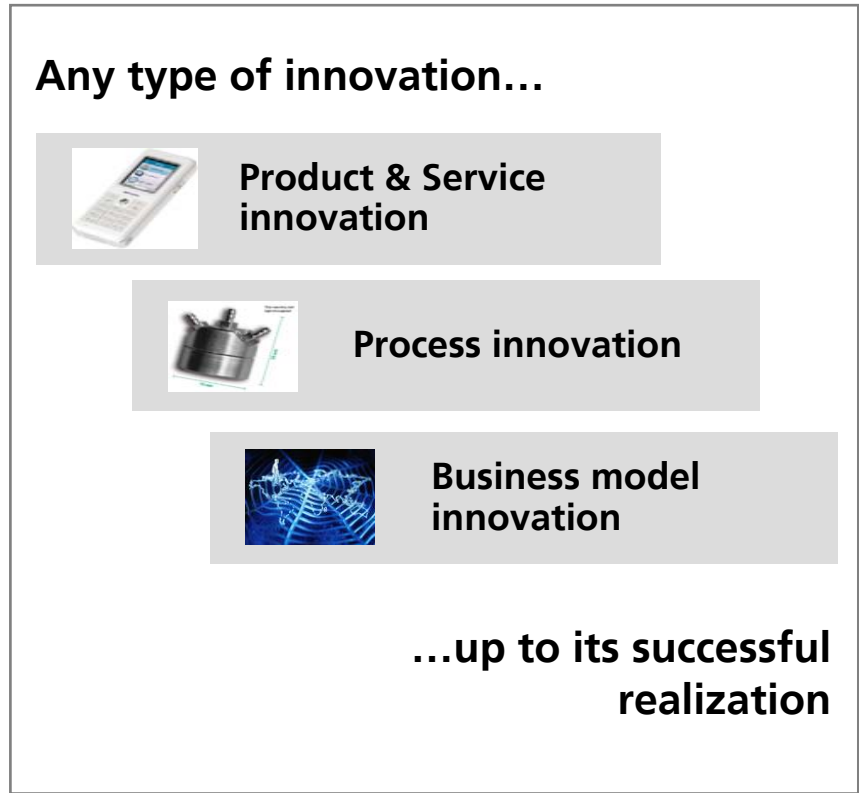 Any type of innovation…
Product & Service
innovation
Process innovation
Business model
innovation
…up to its successful
realization